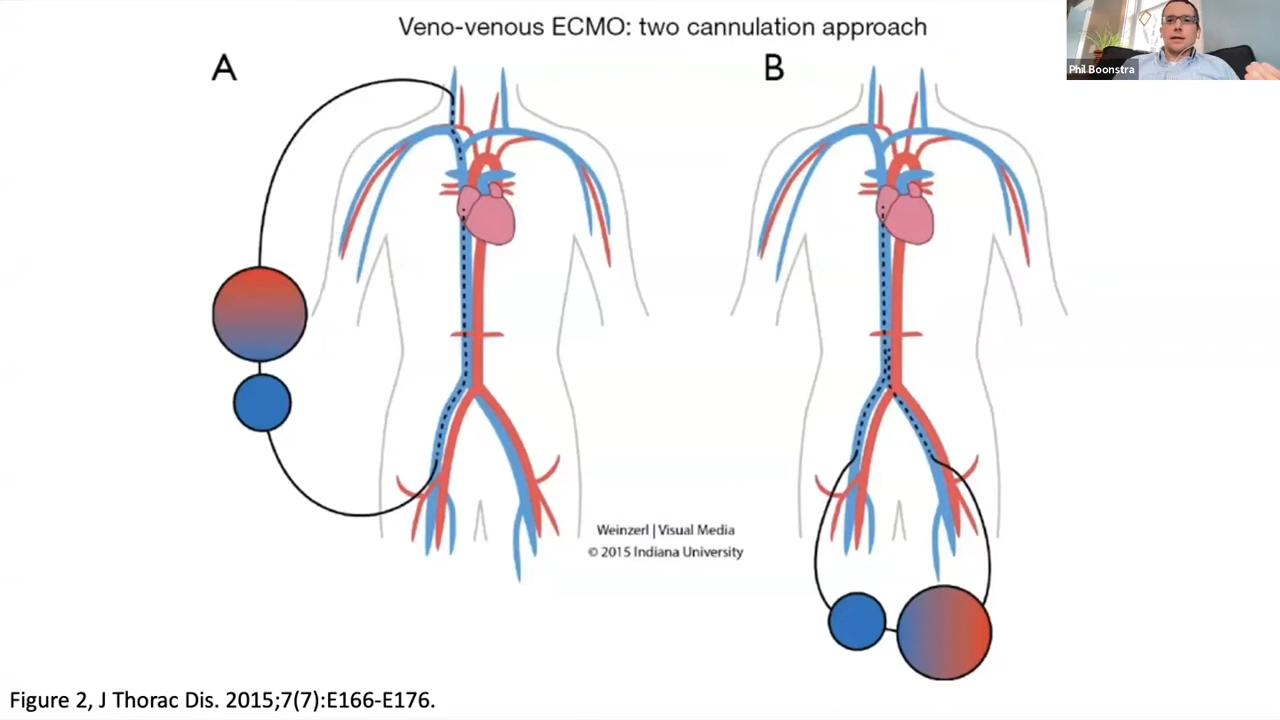 Veno-venous ECMO: two cannulation approach
A
B
Phil Boonstra
Weinzerl | Visual Media
© 2015 Indiana University
Figure 2, J Thorac Dis. 2015;7(7):E166-E176.